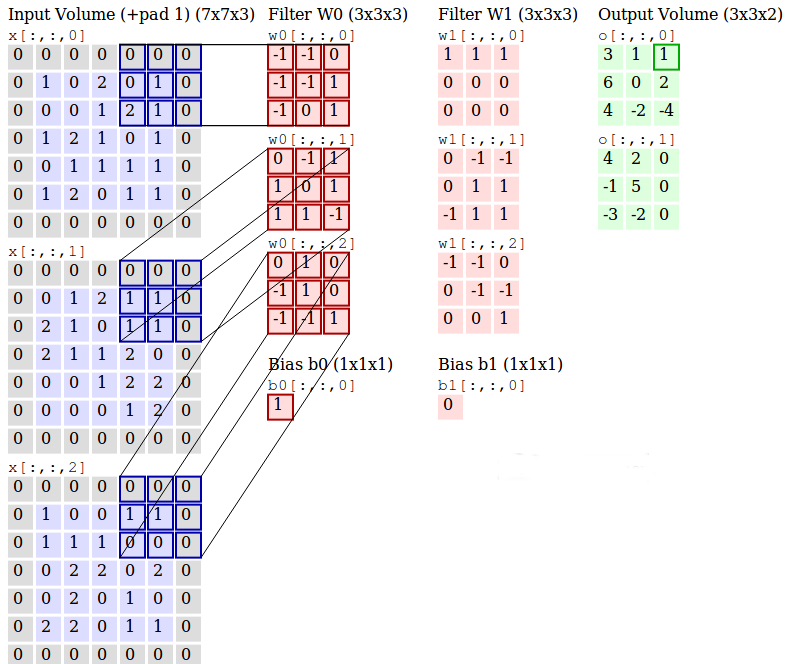 Input Volume (+pad 1) (7x7x3)
x[:,:,0]
0 0 0 0 0 0 0
0 1 0 2 0 1 0
0 0 0 1 2 1 0
0 1 2 1 0 1 0
0 0 1 1 1 1 0
0 1 2 0 1 1 0
0 0 0 0 0 0 0
x[:,:,1]
0 0 0 0 0 0 0
0 0 1 2 1 1 0
0 2 1 0 1 1 0
0 2 1 1 2 0 0
0 0 0 1 2 2 0
0 0 0 0 1 2 0
0 0 0 0 0 0 0
x[:,:,2]
0 0 0 0 0 0 0
0 1 0 0 1 1 0
0 1 1 1 0 0 0
0 0 2 2 0 2 0
0 0 2 0 1 0 0
0 2 2 0 1 1 0
0 0 0 0 0 0 0
Filter W0 (3x3x3)
w0[:,:,0]
-1 -1 0
-1 -1 1
-1 0 1
w0[:,:,1]
0 -1 1
1 0 1
1 1 -1
w0[:,:,2]
0 1 0
-1 1 0
-1 -1 1
Bias b0 (1x1x1)
b0[:,:,0]
1
Filter W1 (3x3x3)
w1[:,:,0]
1 1 1
0 0 0
0 0 0
w1[:,:,1]
0 -1 -1
0 1 1
-1 1 1
w1[:,:,2]
-1 -1 0
0 -1 -1
0 0 1
Bias b1 (1x1x1)
b1[:,:,0]
0
Output Volume (3x3x2)
o[:,:,0]
3 1 1
6 0 2
4 -2 -4
o[:,:,1]
4 2 0
-1 5 0
-3 -2 0